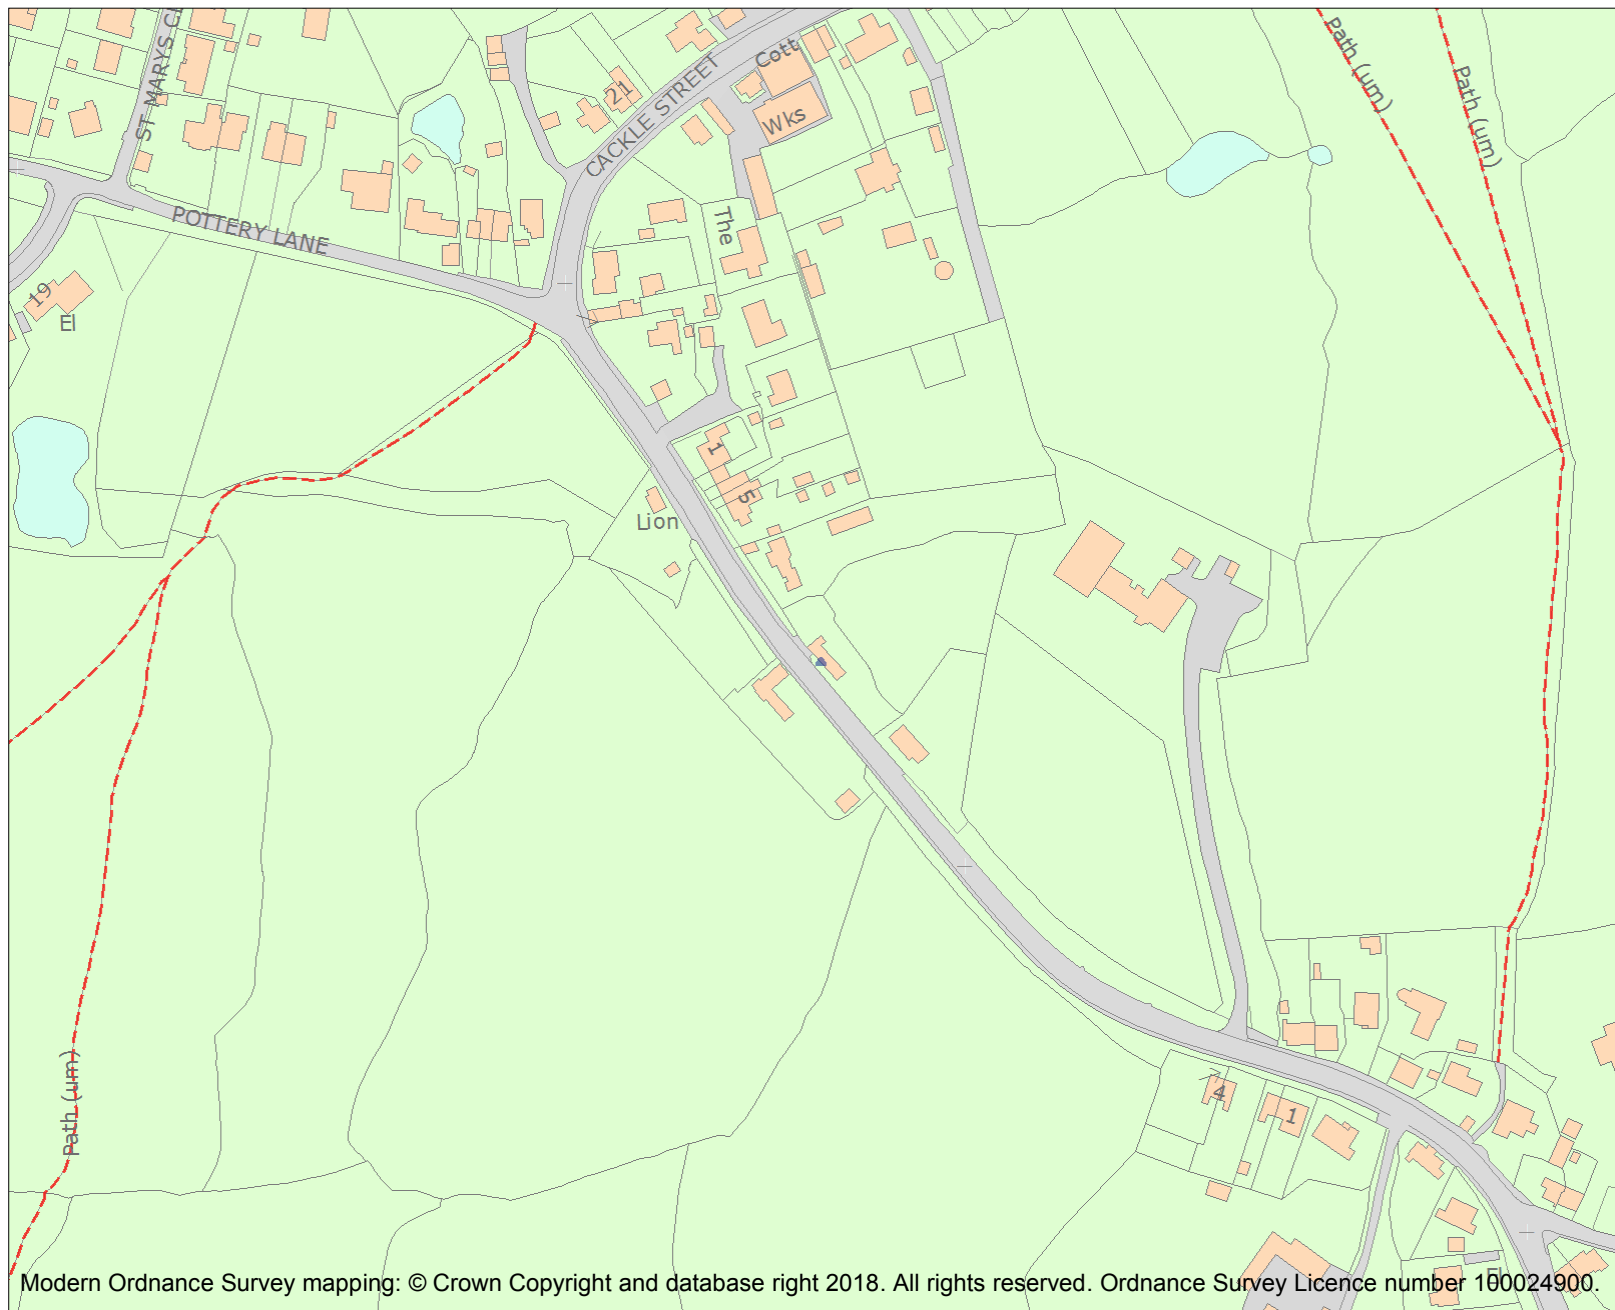 ST MARYS CL
21
CACKLE STREET
Cott
Wks
Path (um)
Path (um)
POTTERY LANE
The
19
El
1
5
Lion
Path (um)
4
1
El
Modern Ordnance Survey mapping: © Crown Copyright and database right 2018. All rights reserved. Ordnance Survey Licence number 100024900.